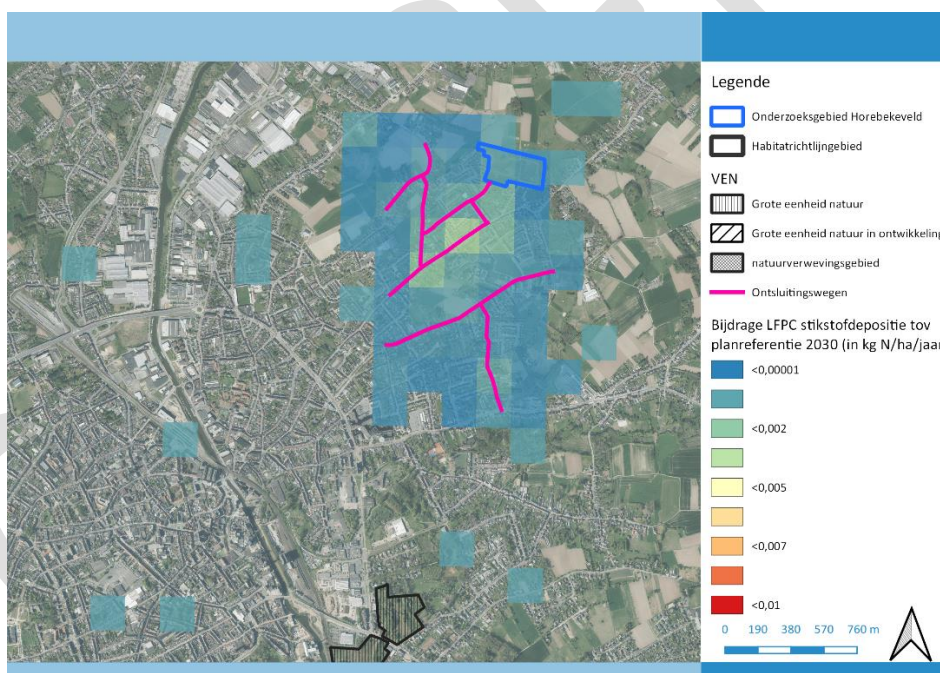 Legende
Onderzoeksgebied Horebekeveld
Habitatrichtlijngebied
VEN
Grote eenheid natuur
Grote eenheid natuur in ontwikkeling
natuurverwevingsgebied
Ontsluitingswegen
Bijdrage LFPC stikstofdepositie tov
planreferentie 2030 (in kg N/ha/jaar
<0,00001
<0,002
<0,005
<0,007
<0,01
0 190 380 570 760 m